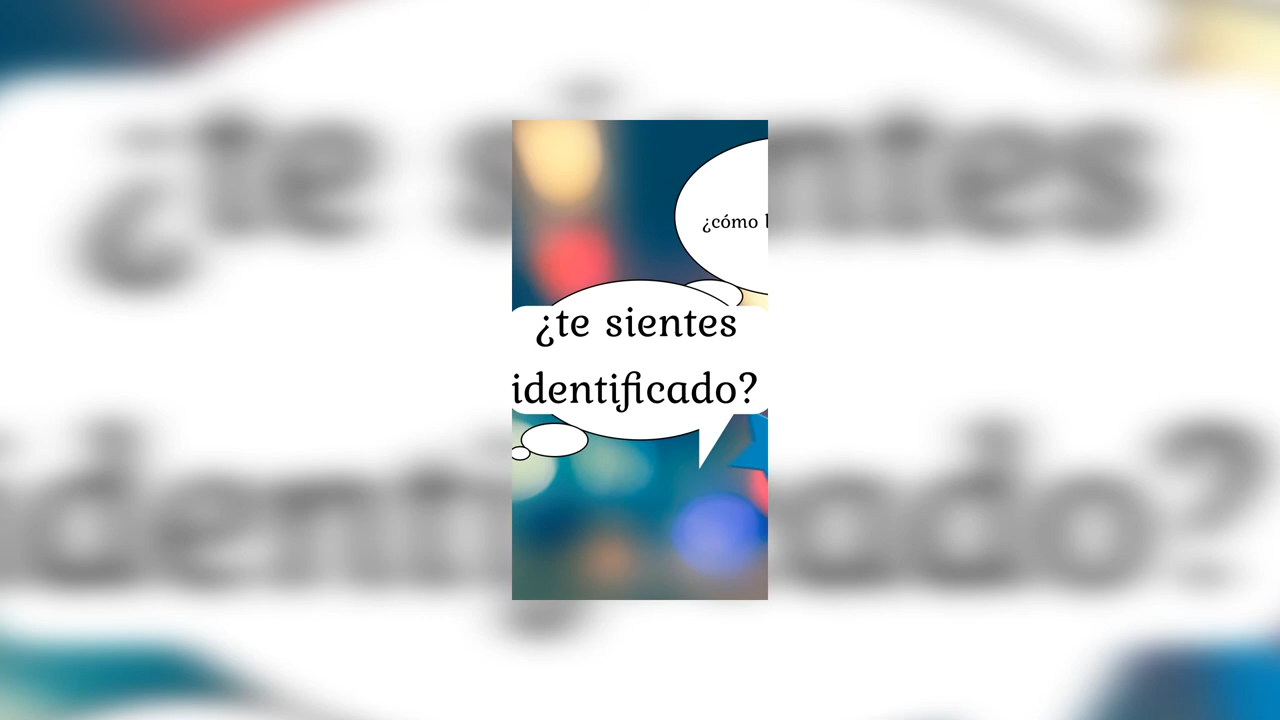 ¿cómo
¿te sientes
identificado?